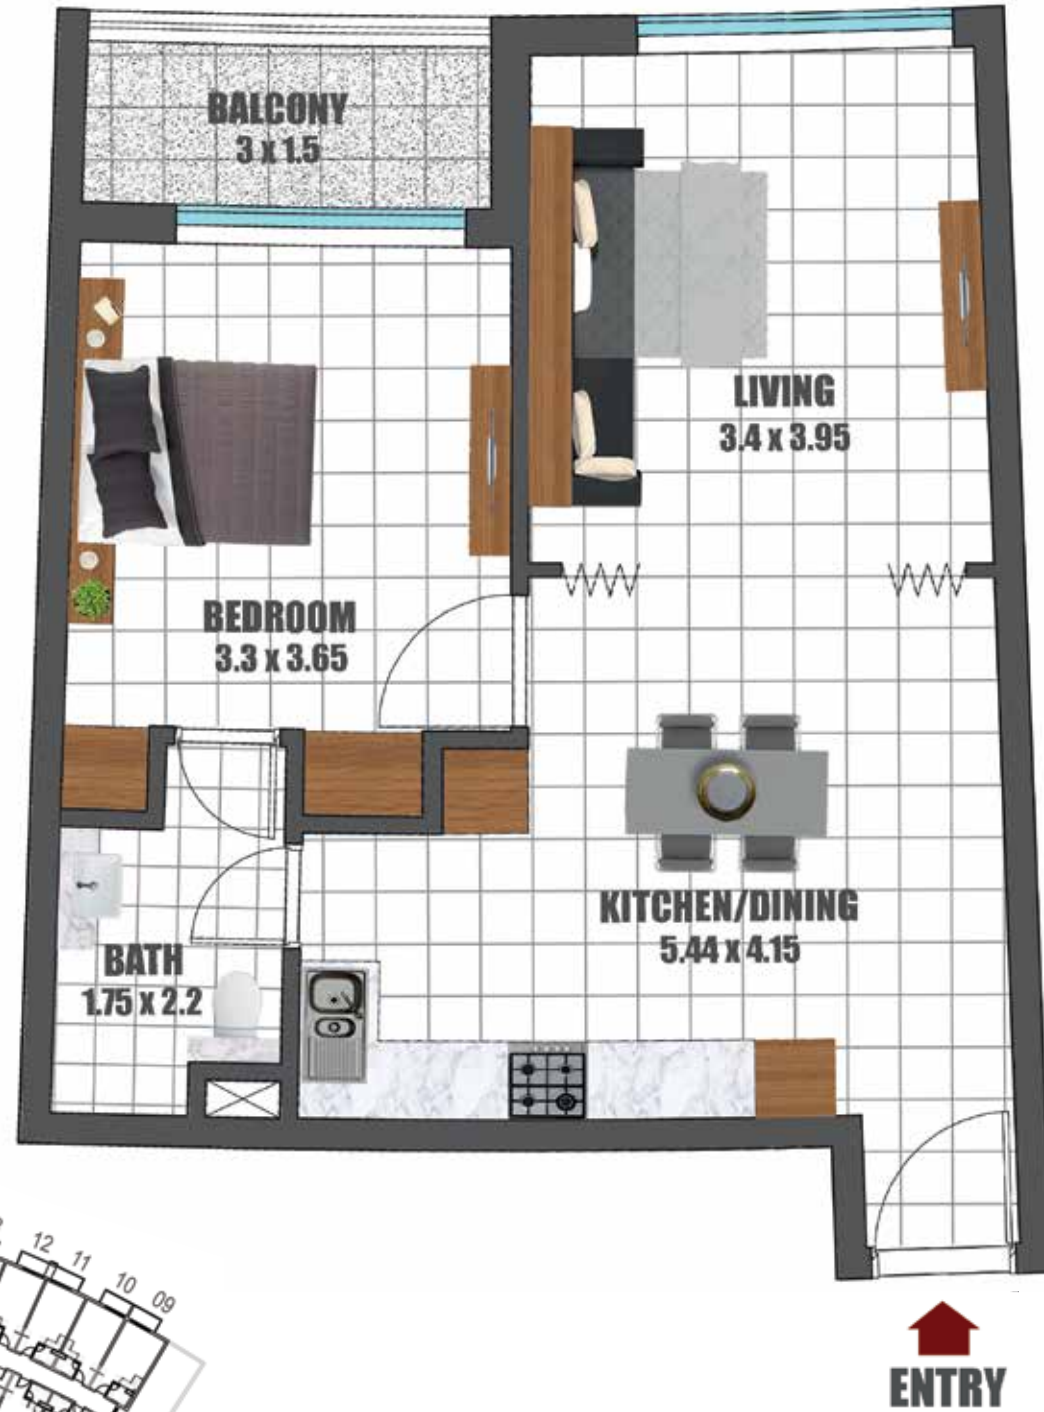 BALCONY
3 x 1.5
LIVING
3.4 x 3.95
BEDROOM
3.3 x 3.65
KITCHEN/DINING
5.44 x 4.15
BATH
1.75 x 2.2
12
11
10
09
ENTRY